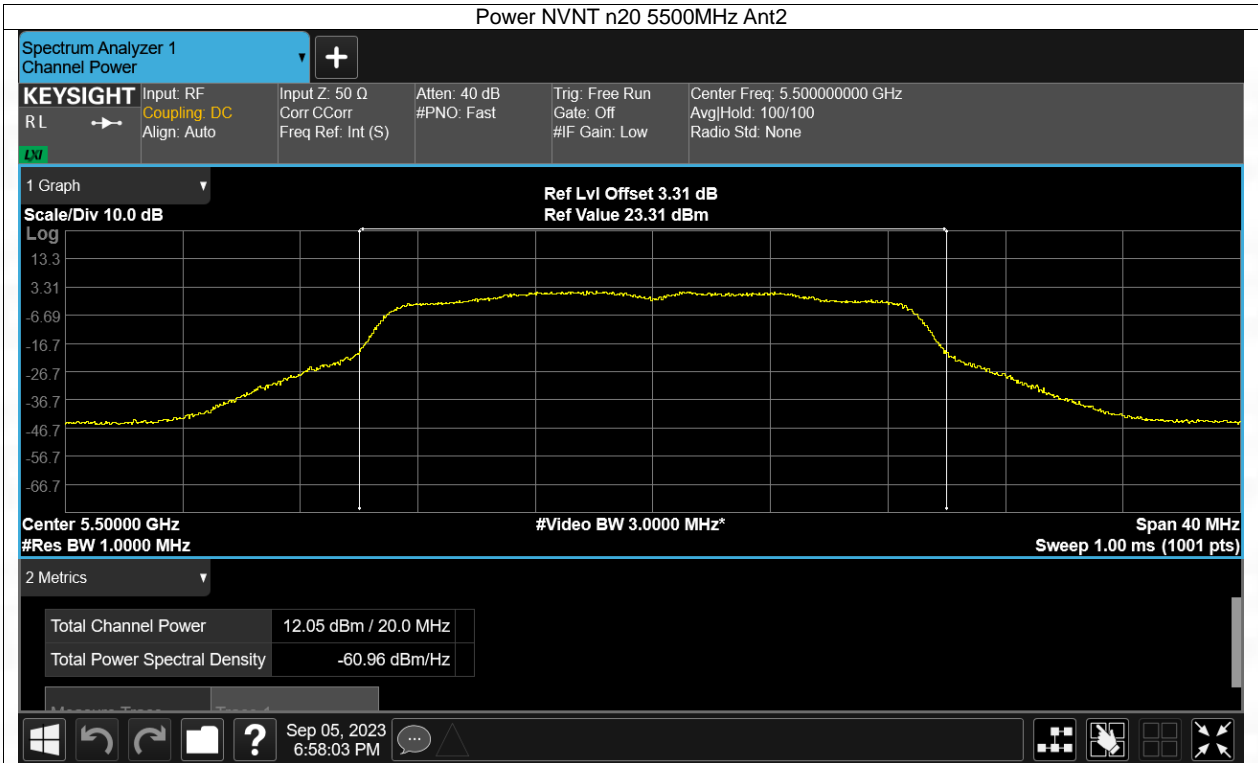 Power NVNT n20 5500MHz Ant2
Spectrum Analyzer 1
Channel Power
KEYSIGHT
RL
LXI
Input: RF
Coupling: DC
Align: Auto
Input Z: 50 Ω
Corr CCorr
Freq Ref: Int (S)
Atten: 40 dB
#PNO: Fast
Trig: Free Run
Gate: Off
#IF Gain: Low
Center Freq: 5.500000000 GHz
Avg|Hold: 100/100
Radio Std: None
1 Graph
Scale/Div 10.0 dB
Ref Lvl Offset 3.31 dB
Ref Value 23.31 dBm
Log
13.3
3.31
-6.69
-16.7
-26.7
-36.7
-46.7
-56.7
-66.7
Center 5.50000 GHz
#Res BW 1.0000 MHz
#Video BW 3.0000 MHz*
Span 40 MHz
Sweep 1.00 ms (1001 pts)
2 Metrics
Total Channel Power 12.05 dBm / 20.0 MHz
Total Power Spectral Density -60.96 dBm/Hz
?
Sep 05, 2023
6:58:03 PM